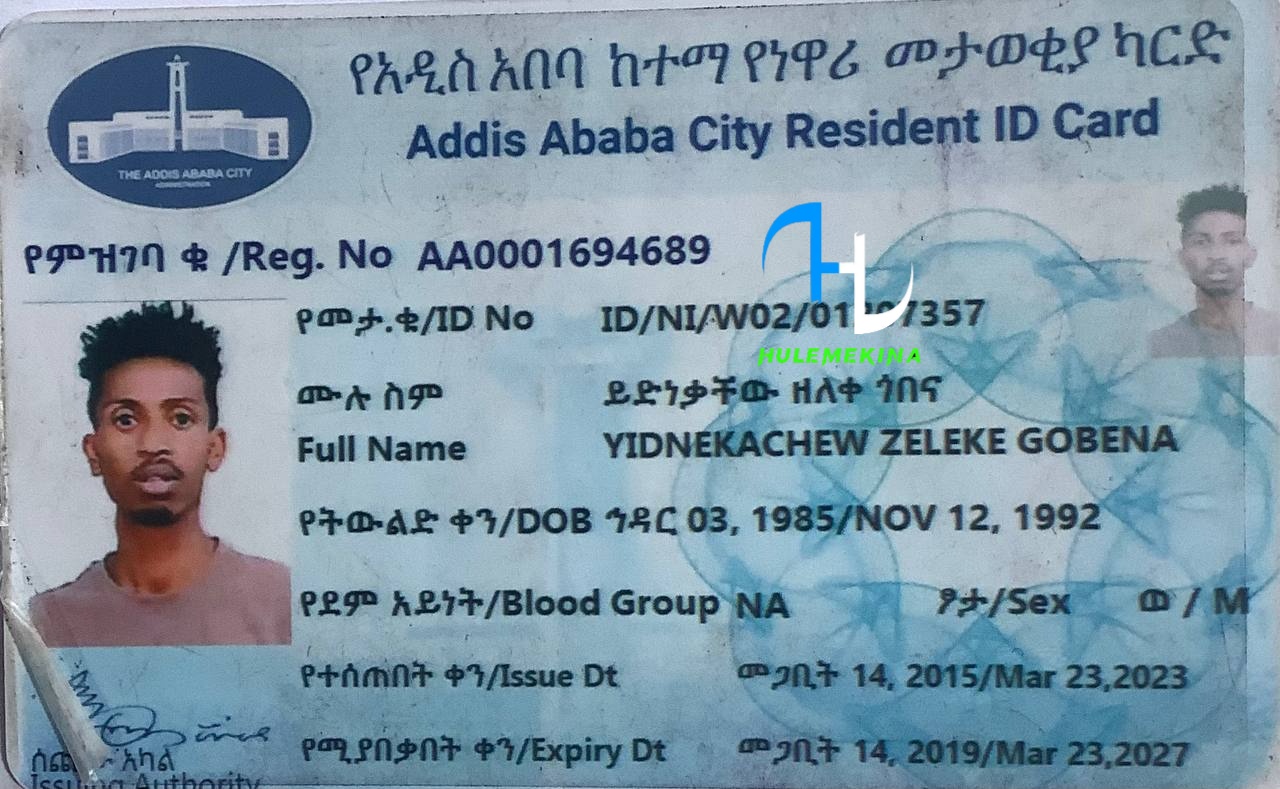 የአዲስ አበባ ከተማ የነዋሪ መታወቂያ ካርድ
Addis Ababa City Resident ID Card
THE ADDIS ABABA CITY
ADMINISTRATION
የምዝገባ ቁ /Reg. No AA0001694689
የመታ.ቁ/ID No ID/NI/W02/
HULEMEKINA
ሙሉ ስም ይድነቃቸው ዘለቀ ጎበና
Full Name YIDNEKACHEW ZELEKE GOBENA
የትውልድ ቀን/DOB ኅዳር 03, 1985/NOV 12, 1992
የደም አይነት/Blood Group NA ፆታ/Sex ወ / M
የተሰጠበት ቀን/Issue Dt መጋቢት 14, 2015/Mar 23,2023
የሚያበቃበት ቀን/Expiry Dt መጋቢት 14, 2019/Mar 23,2027
አካል
Issuing Authority